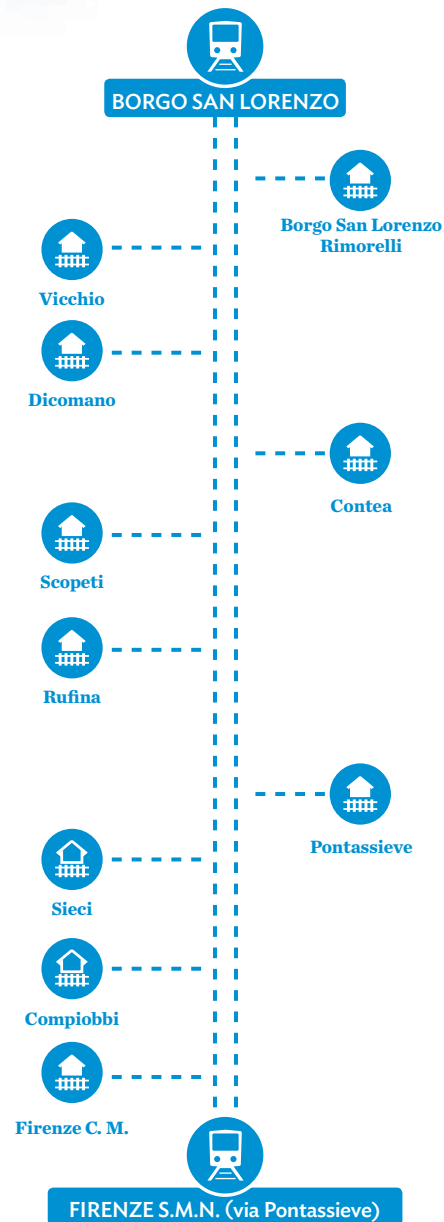 BORGO SAN LORENZO
Borgo San Lorenzo
Rimorelli
Vicchio
Dicomano
Contea
Scopeti
Rufina
Pontassieve
Sieci
Compiobbi
Firenze C. M.
FIRENZE S.M.N. (via Pontassieve)